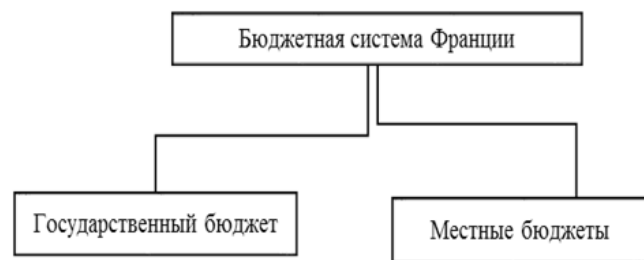 Бюджетная система Франции
Государственный бюджет
Местные бюджеты